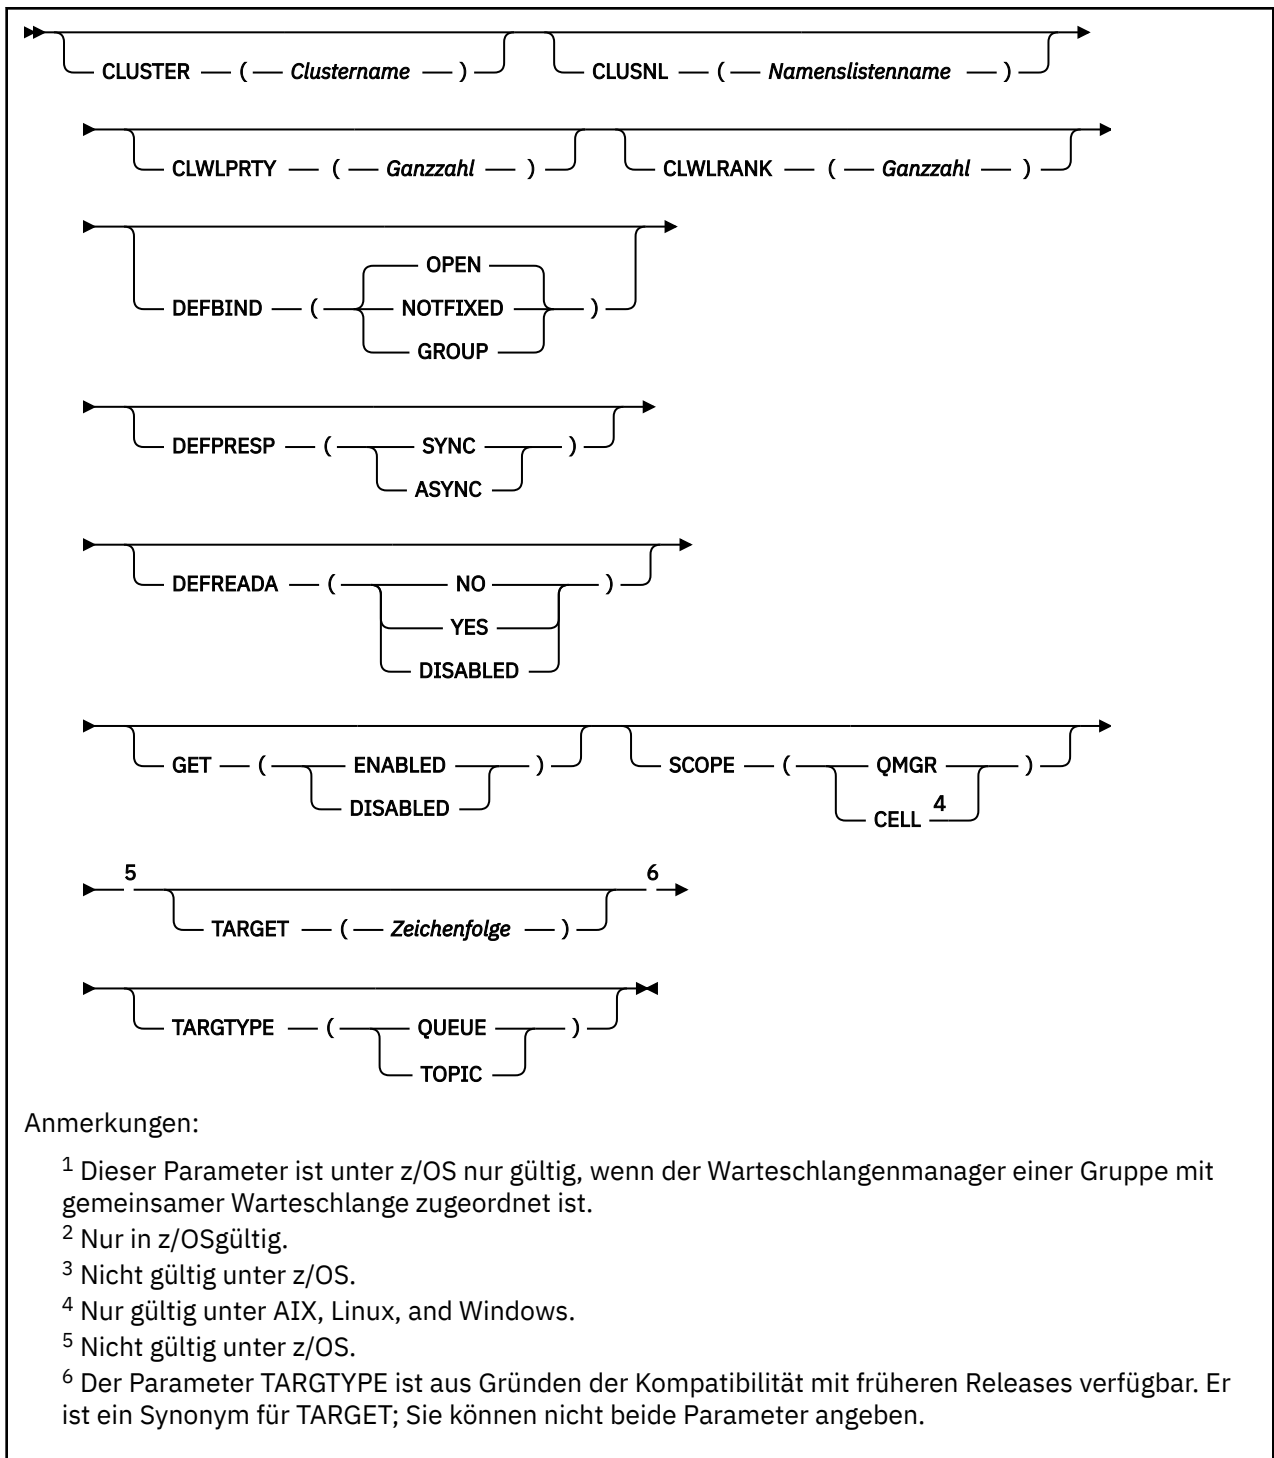 CLUSTER ( Clustername ) CLUSNL ( Namenslistenname )
CLWLPRTY ( Ganzzahl ) CLWLRANK ( Ganzzahl )
OPEN
DEFBIND ( NOTFIXED )
GROUP
DEFPRESP ( SYNC )
ASYNC
DEFREADA ( NO )
YES
DISABLED
GET ( ENABLED ) SCOPE ( QMGR )
DISABLED CELL 4
5 6
TARGET ( Zeichenfolge )
TARGTYPE ( QUEUE )
TOPIC
Anmerkungen:
1 Dieser Parameter ist unter z/OS nur gültig, wenn der Warteschlangenmanager einer Gruppe mit
gemeinsamer Warteschlange zugeordnet ist.
2 Nur in z/OSgültig.
3 Nicht gültig unter z/OS.
4 Nur gültig unter AIX, Linux, and Windows.
5 Nicht gültig unter z/OS.
6 Der Parameter TARGTYPE ist aus Gründen der Kompatibilität mit früheren Releases verfügbar. Er
ist ein Synonym für TARGET; Sie können nicht beide Parameter angeben.